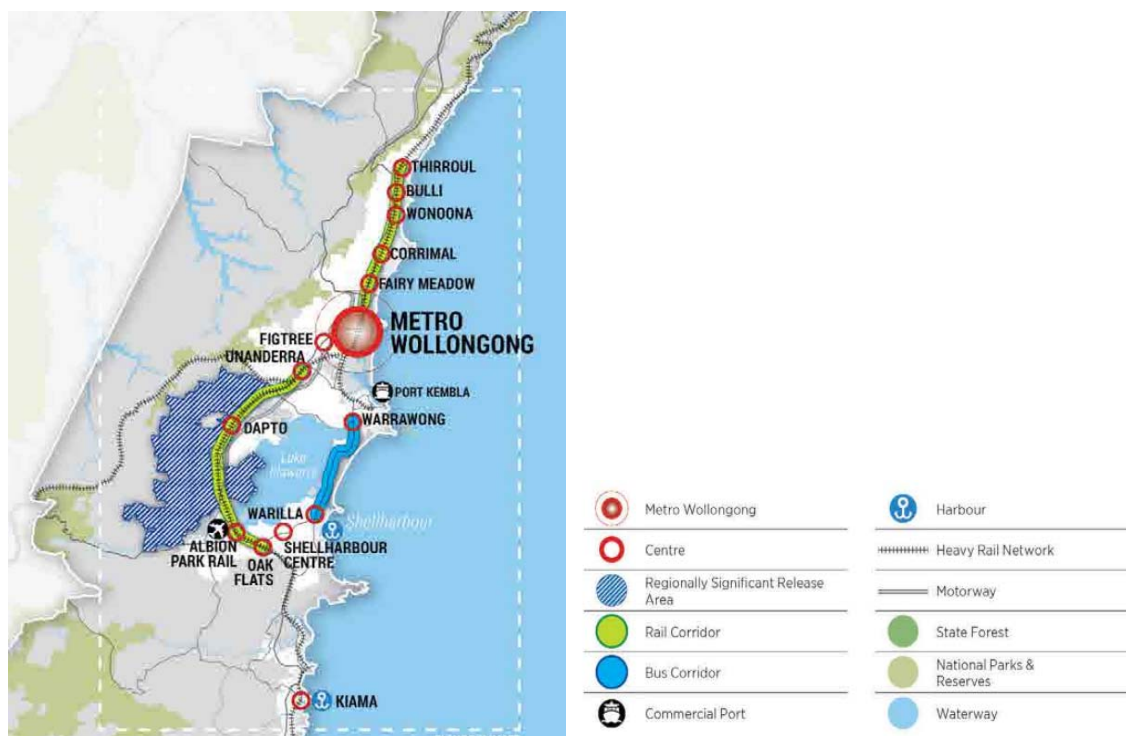 THIRROUL
BULLI
WONOONA
CORRIMAL
FAIRY MEADOW
METRO
WOLLONGONG
FIGTREE
UNANDERRA
PORT KEMBLA
WARRAWONG
DAPTO
Lake
Illawarra
WARILLA
Shellharbour
ALBION
PARK RAIL
OAK
FLATS
SHELLHARBOUR
CENTRE
KIAMA
Metro Wollongong
Centre
Regionally Significant Release
Area
Rail Corridor
Bus Corridor
Commercial Port
Harbour
Heavy Rail Network
Motorway
State Forest
National Parks &
Reserves
Waterway